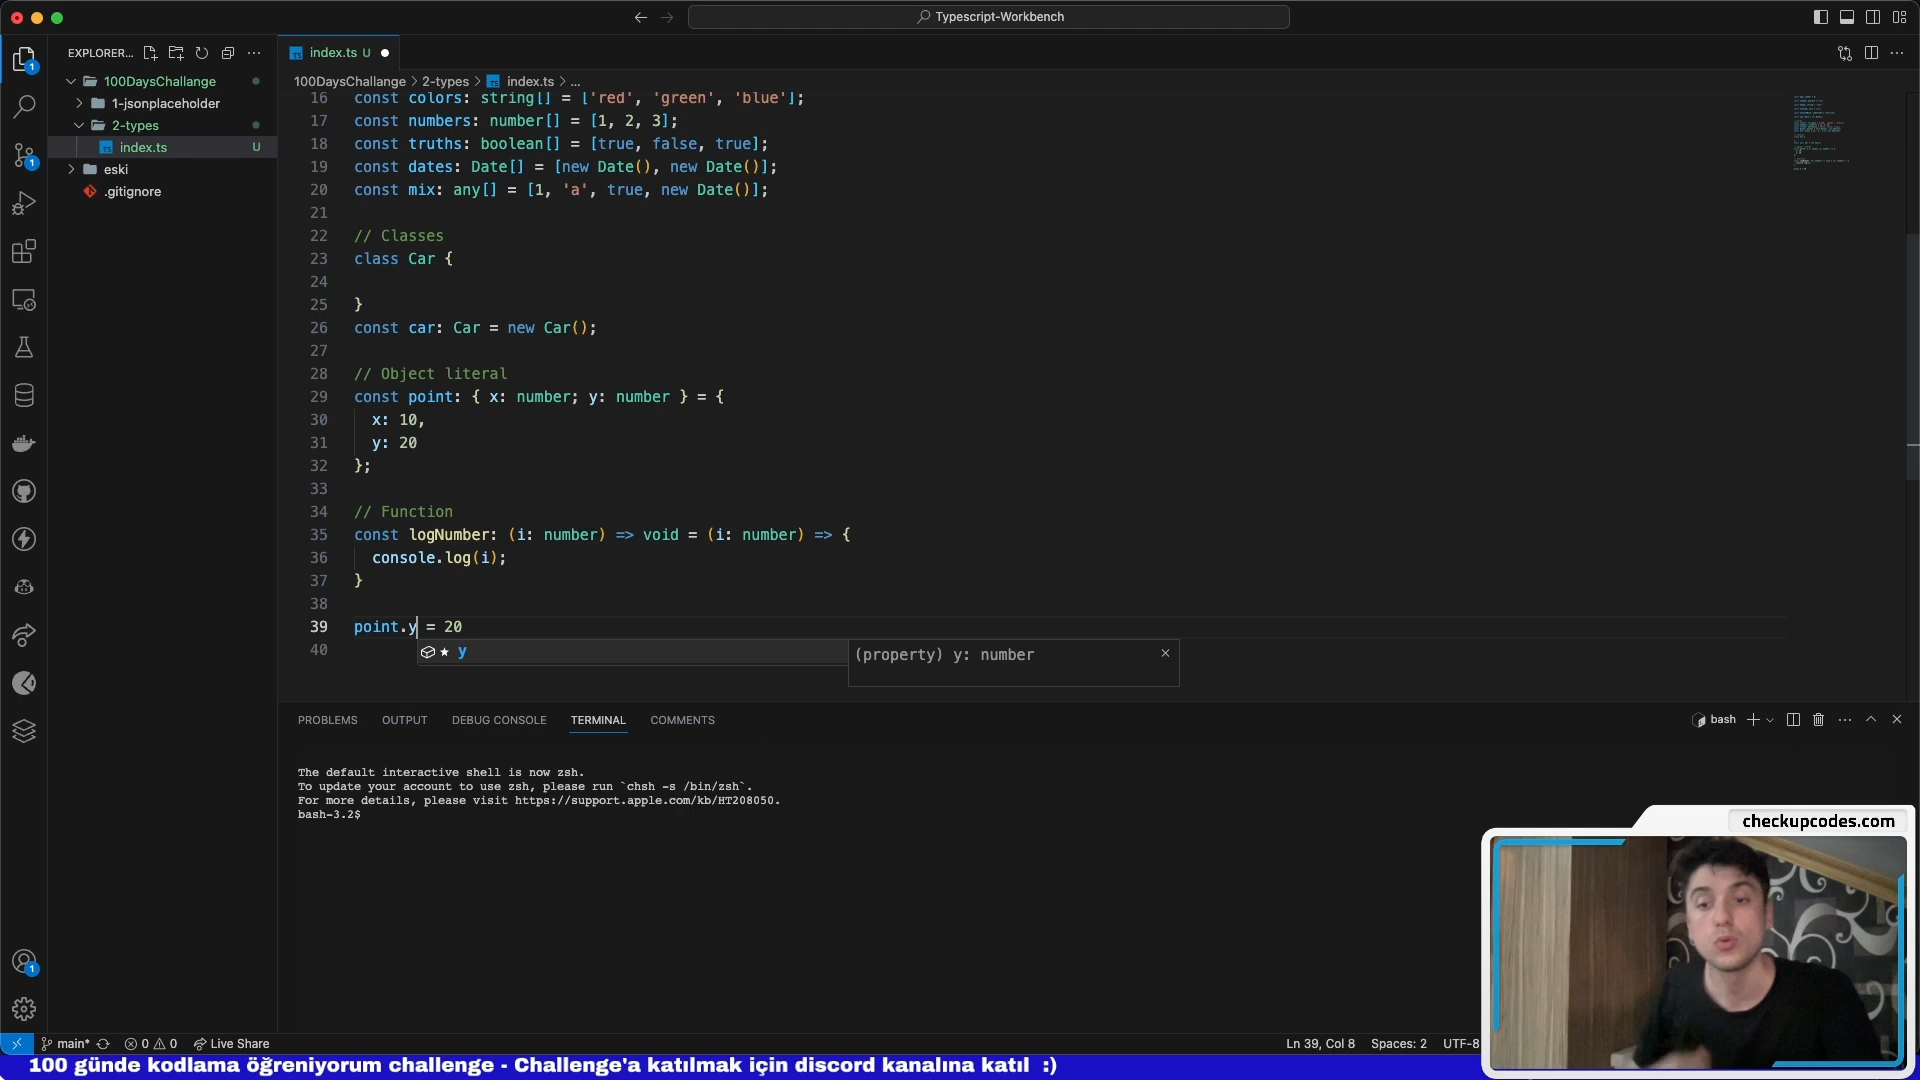 Typescript-Workbench
EXPLORER...
100DaysChallange
1-jsonplaceholder
2-types
index.ts U
eski
.gitignore
1
1
1
index.ts U
100DaysChallange > 2-types > index.ts > ...
16 const colors: string[] = ['red', 'green', 'blue'];
17 const numbers: number[] = [1, 2, 3];
18 const truths: boolean[] = [true, false, true];
19 const dates: Date[] = [new Date(), new Date()];
20 const mix: any[] = [1, 'a', true, new Date()];
21
22 // Classes
23 class Car {
24
25 }
26 const car: Car = new Car();
27
28 // Object literal
29 const point: { x: number; y: number } = {
30 x: 10,
31 y: 20
32 };
33
34 // Function
35 const logNumber: (i: number) => void = (i: number) => {
36 console.log(i);
37 }
38
39 point.y = 20
40
y
(property) y: number
PROBLEMS OUTPUT DEBUG CONSOLE TERMINAL COMMENTS
bash
The default interactive shell is now zsh.
To update your account to use zsh, please run `chsh -s /bin/zsh`.
For more details, please visit https://support.apple.com/kb/HT208050.
bash-3.2$
checkupcodes.com
main* 0 0 Live Share
Ln 39, Col 8 Spaces: 2 UTF-8
100 günde kodlama öğreniyorum challenge - Challenge'a katılmak için discord kanalına katıl :)